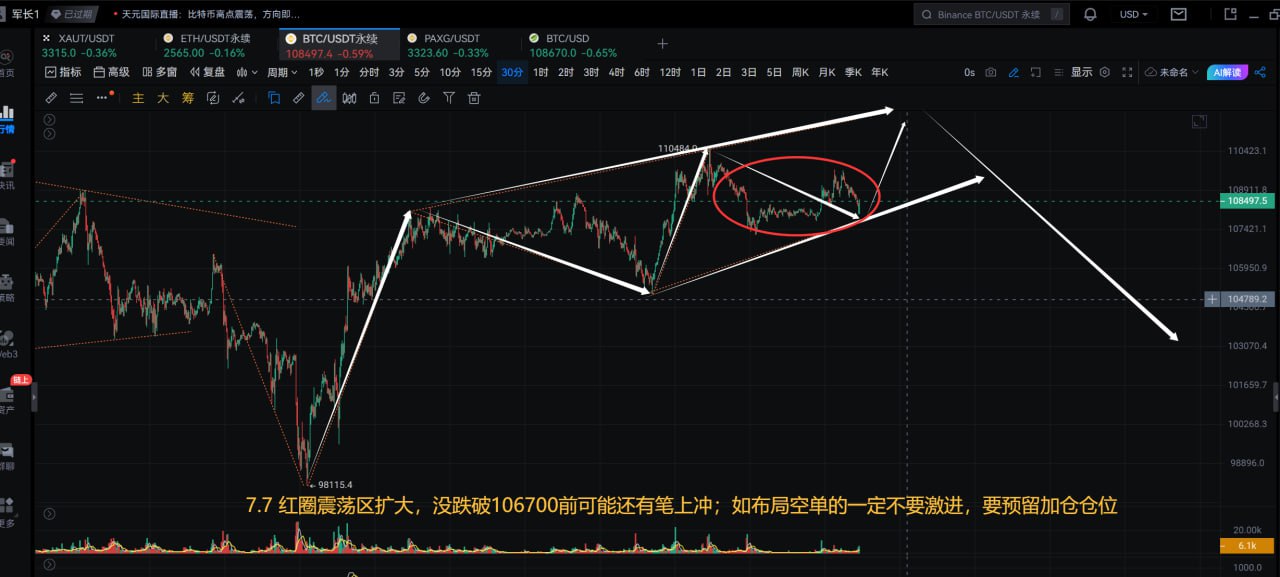 军长1 已过期 天元国际直播：比特币高点震荡，方向即... Binance BTC/USDT 永续 / USD
XAUT/USDT ETH/USDT永续 BTC/USDT永续 PAXG/USDT BTC/USD
3315.0 -0.36% 2565.00 -0.16% 108497.4 -0.59% 3323.60 -0.33% 108670.0 -0.65%
指标 高级 多窗 复盘 周期 1秒 1分 分时 3分 5分 10分 15分 30分 1时 2时 3时 4时 6时 12时 1日 2日 3日 5日 周K 月K 季K 年K 0s 显示 未命名 AI解读
主 大 筹
首页
行情
快讯
要闻
策略
Web3
链上
资产
群聊
更多
110484.0
110423.1
108911.8
108497.5
107421.1
105950.9
104789.2
103070.4
101659.7
100268.3
98896.0
98115.4
7.7 红圈震荡区扩大，没跌破106700前可能还有笔上冲；如布局空单的一定不要激进，要预留加仓仓位
20.00k
6.1k
1000.0